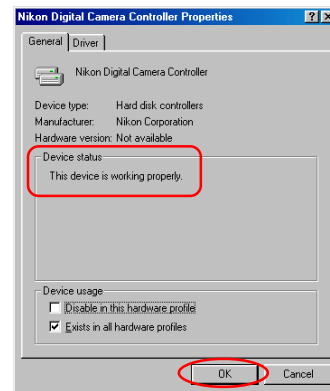 Nikon Digital Camera Controller Properties
General
Driver
Nikon Digital Camera Controller
Device type: Hard disk controllers
Manufacturer: Nikon Corporation
Hardware version: Not available
Device status
This device is working properly.
Device usage
Disable in this hardware profile
Exists in all hardware profiles
OK
Cancel